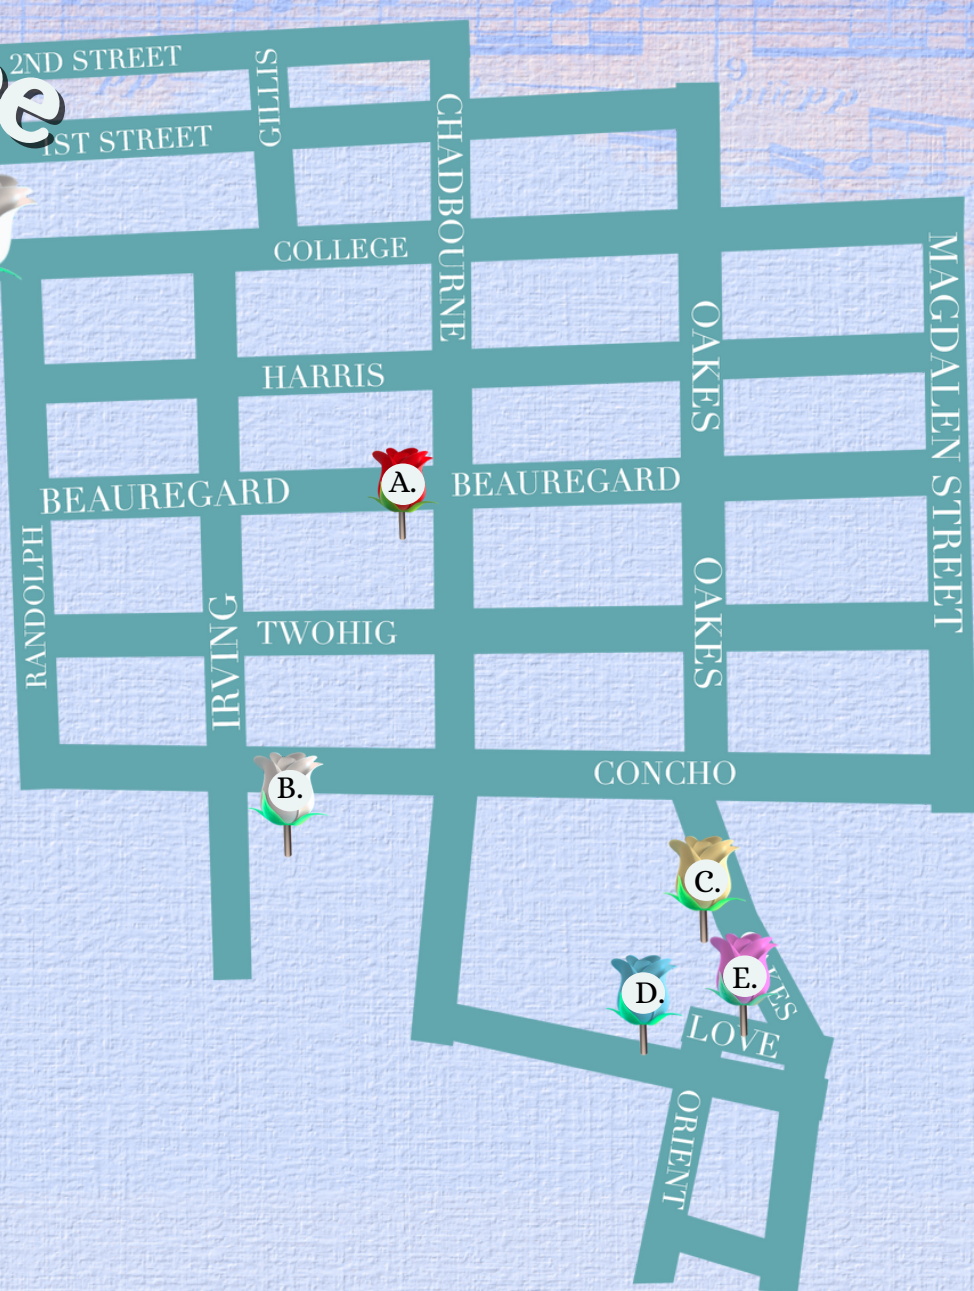 2ND STREET
GILLIS
e
1ST STREET
CHADBOURNE
COLLEGE
MAGDALEN STREET
OAKES
HARRIS
A.
BEAUREGARD
BEAUREGARD
RANDOLPH
OAKES
IRVING
TWOHIG
CONCHO
B.
C.
E.
D.
KES
LOVE
ORIENT